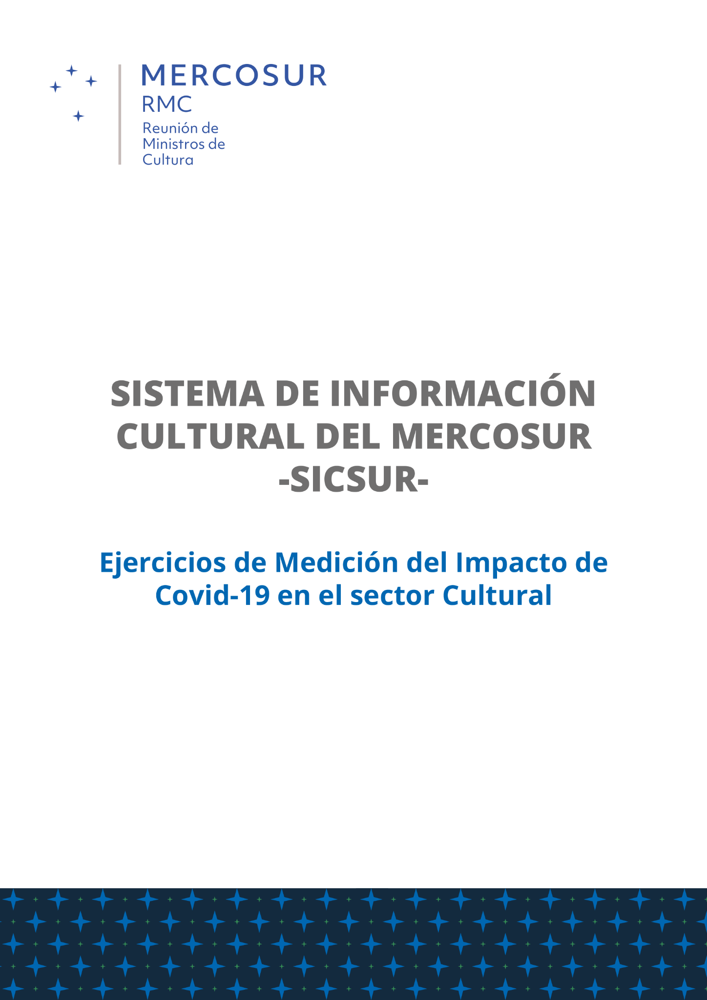 MERCOSUR
RMC
Reunión de
Ministros de
Cultura
SISTEMA DE INFORMACIÓN
CULTURAL DEL MERCOSUR
-SICSUR-
Ejercicios de Medición del Impacto de
Covid-19 en el sector Cultural